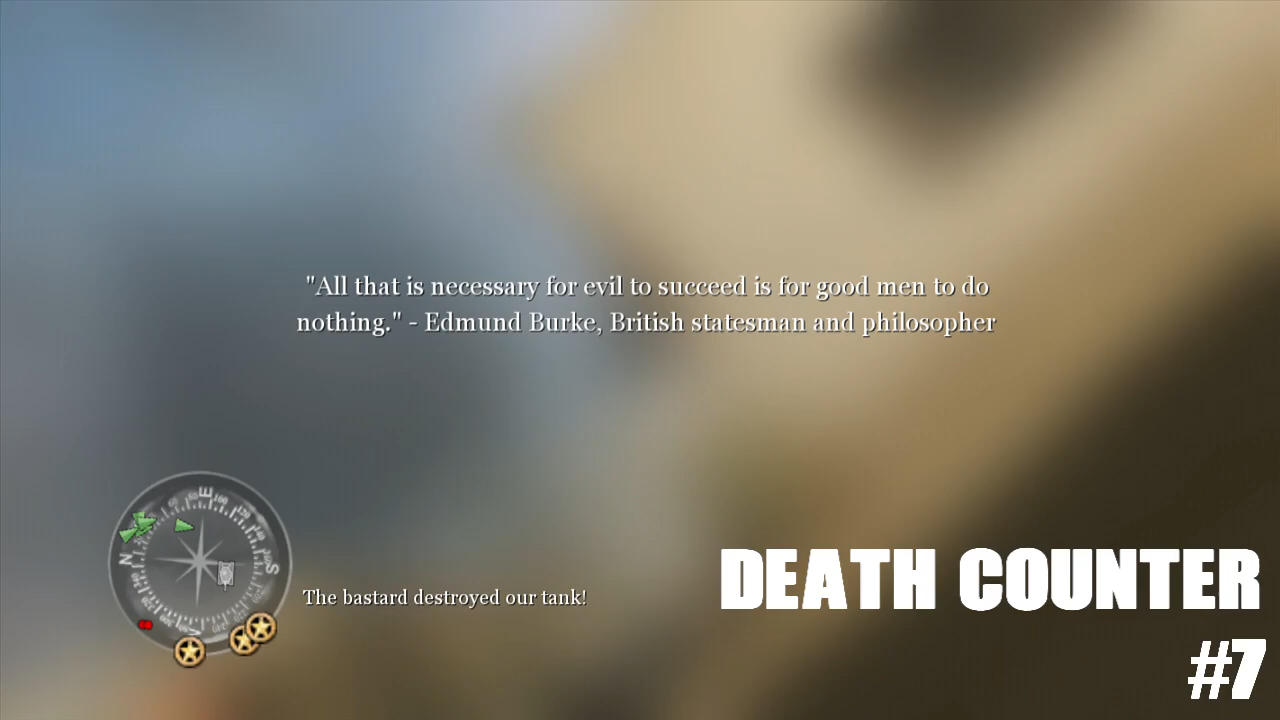 "All that is necessary for evil to succeed is for good men to do
nothing." - Edmund Burke, British statesman and philosopher
E
N
S
The bastard destroyed our tank!
DEATH COUNTER
#7